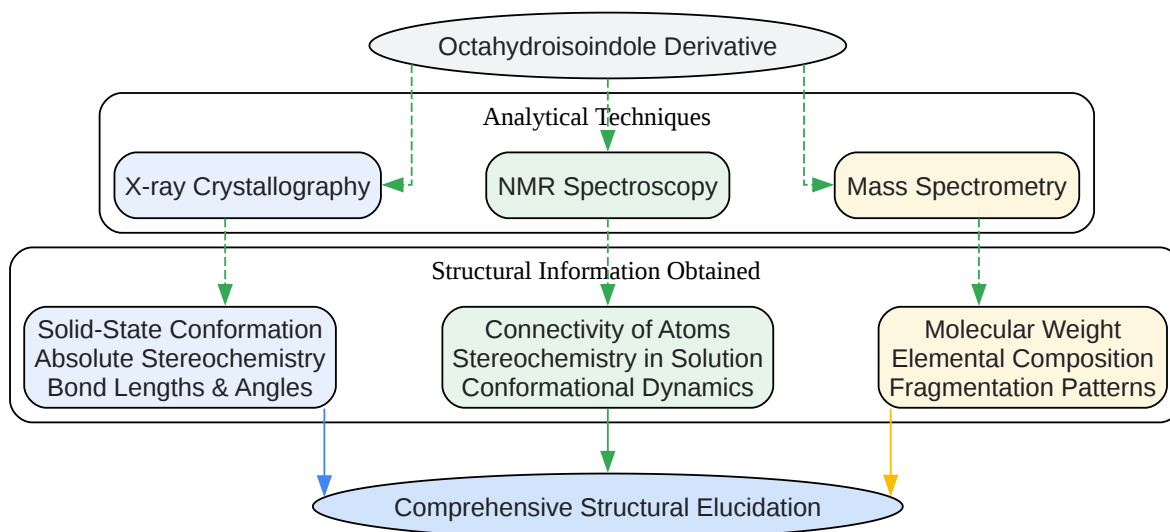 Octahydroisoindole Derivative
Analytical Techniques
X-ray Crystallography
NMR Spectroscopy
Mass Spectrometry
Structural Information Obtained
Solid-State Conformation
Absolute Stereochemistry
Bond Lengths & Angles
Connectivity of Atoms
Stereochemistry in Solution
Conformational Dynamics
Molecular Weight
Elemental Composition
Fragmentation Patterns
Comprehensive Structural Elucidation